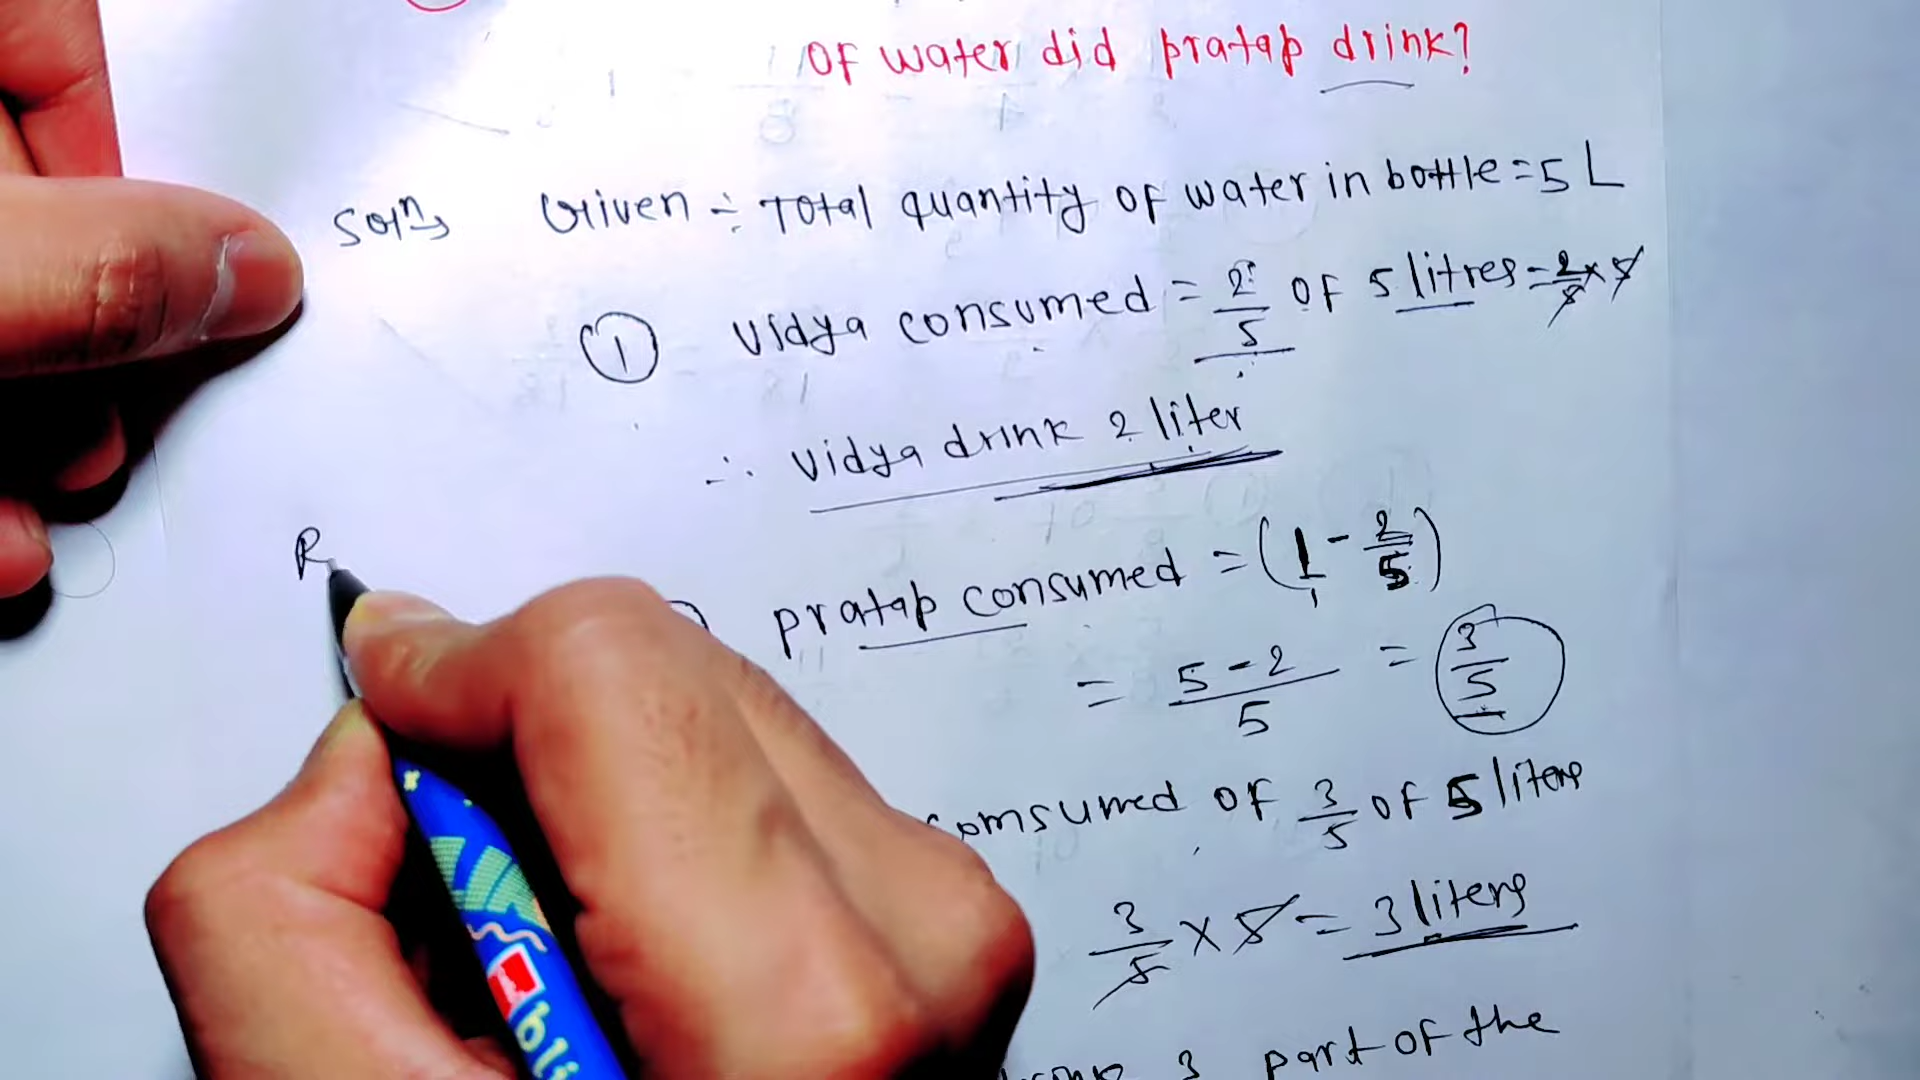 OF water did pratap drink?
Solⁿ, Given ÷ Total quantity OF water in bottle = 5 L
① Vidya consumed = 2/5 OF 5 litres = 2/5 × 5
∴ Vidya drink 2 liter
R
pratap consumed = (1 - 2/5)
= 5 - 2/5 = 3/5
comsumed OF 3/5 OF 5 liters
3/5 × 5 = 3 liters
3 part OF the
bli